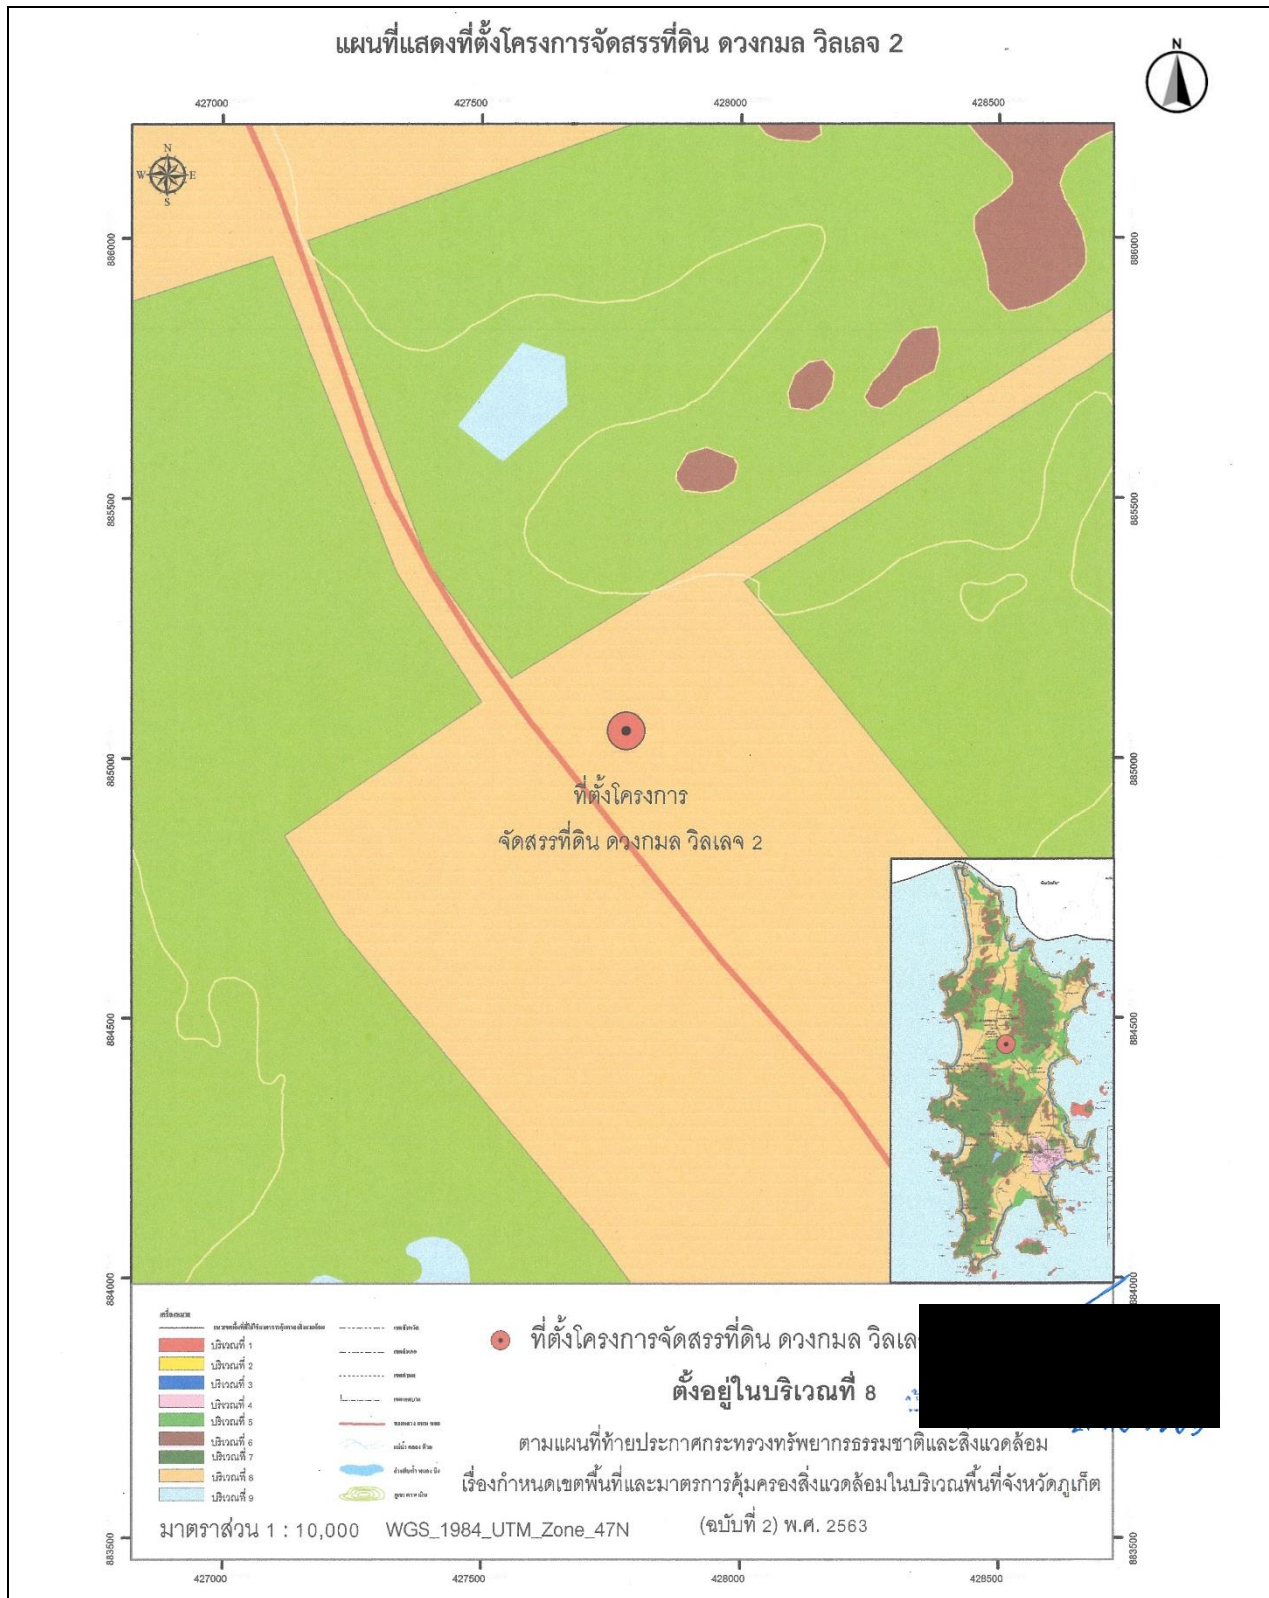 แผนที่แสดงที่ตั้งโครงการจัดสรรที่ดิน ดวงกมล วิลเลจ 2
N
427000 427500 428000 428500
N
W E
S
886000 886000
885500 885500
885000 885000
ที่ตั้งโครงการ
จัดสรรที่ดิน ดวงกมล วิลเลจ 2
884500 884500
884000 884000
เครื่องหมาย
บริเวณที่ 1
บริเวณที่ 2
บริเวณที่ 3
บริเวณที่ 4
บริเวณที่ 5
บริเวณที่ 6
บริเวณที่ 7
บริเวณที่ 8
บริเวณที่ 9
ที่ตั้งโครงการจัดสรรที่ดิน ดวงกมล
ตั้งอยู่ในบริเวณที่ 8
ตามแผนที่ท้ายประกาศกระทรวงทรัพยากรธรรมชาติและสิ่งแวดล้อม
เรื่องกำหนดเขตพื้นที่และมาตรการคุ้มครองสิ่งแวดล้อมในบริเวณพื้นที่จังหวัดภูเก็ต
(ฉบับที่ 2) พ.ศ. 2563
มาตราส่วน 1 : 10,000 WGS_1984_UTM_Zone_47N
883500 883500
427000 427500 428000 428500